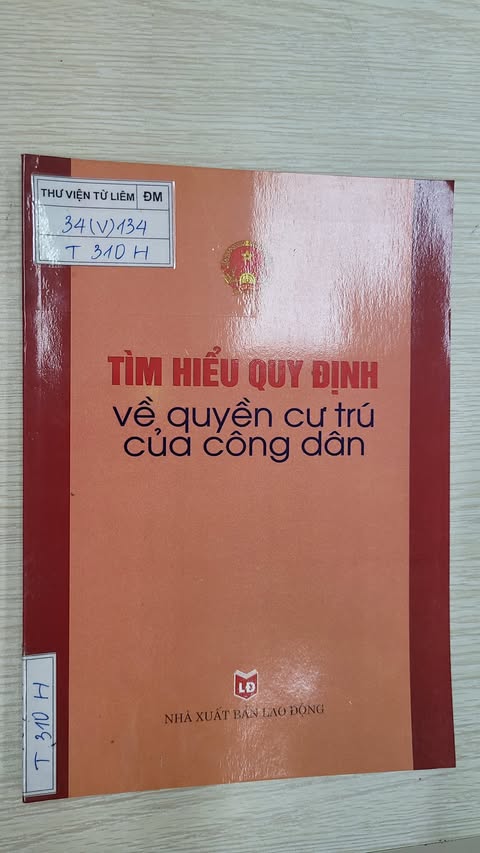 THƯ VIỆN TỪ LIÊM ĐM
34(V)134
T 310 H
TÌM HIỂU QUY ĐỊNH
về quyền cư trú
của công dân
LĐ
NHÀ XUẤT BẢN LAO ĐỘNG
T 310 H